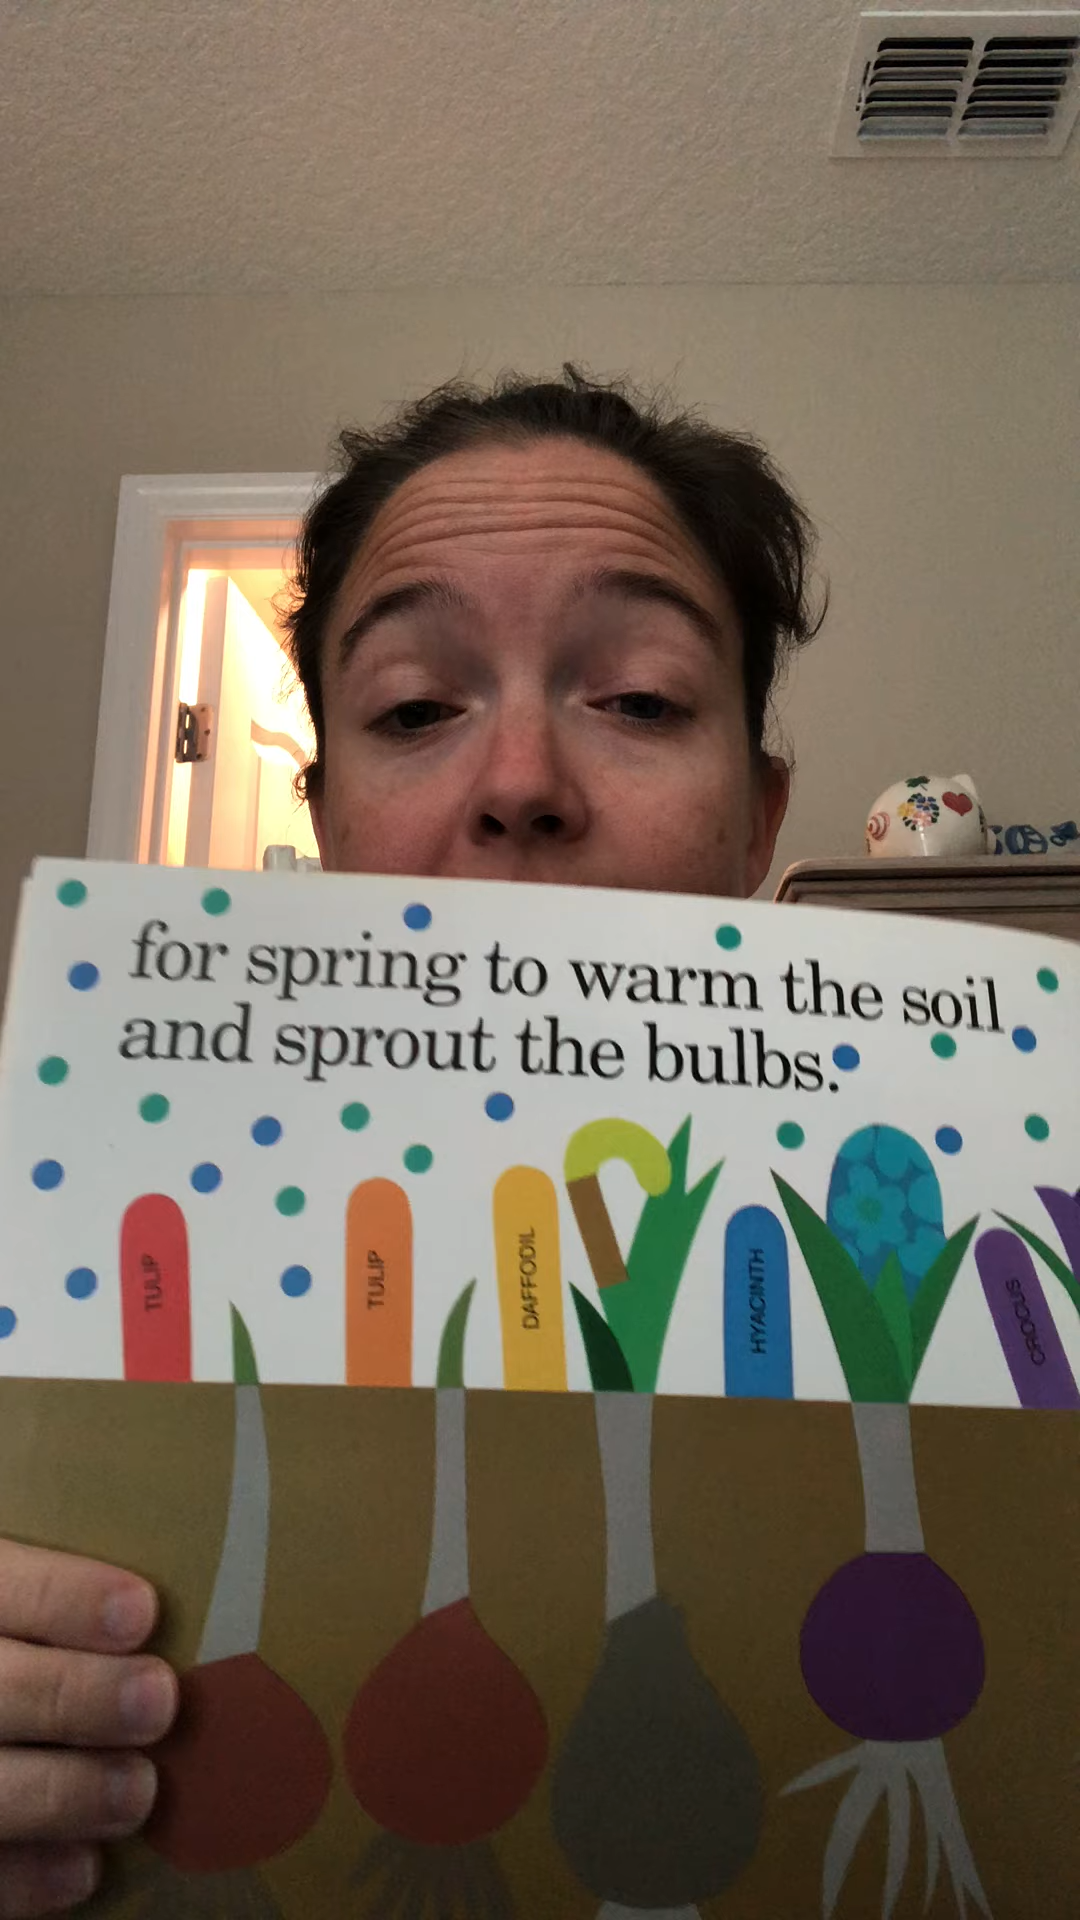 for spring to warm the soil
and sprout the bulbs.
TULIP
TULIP
DAFFODIL
HYACINTH
CROCUS